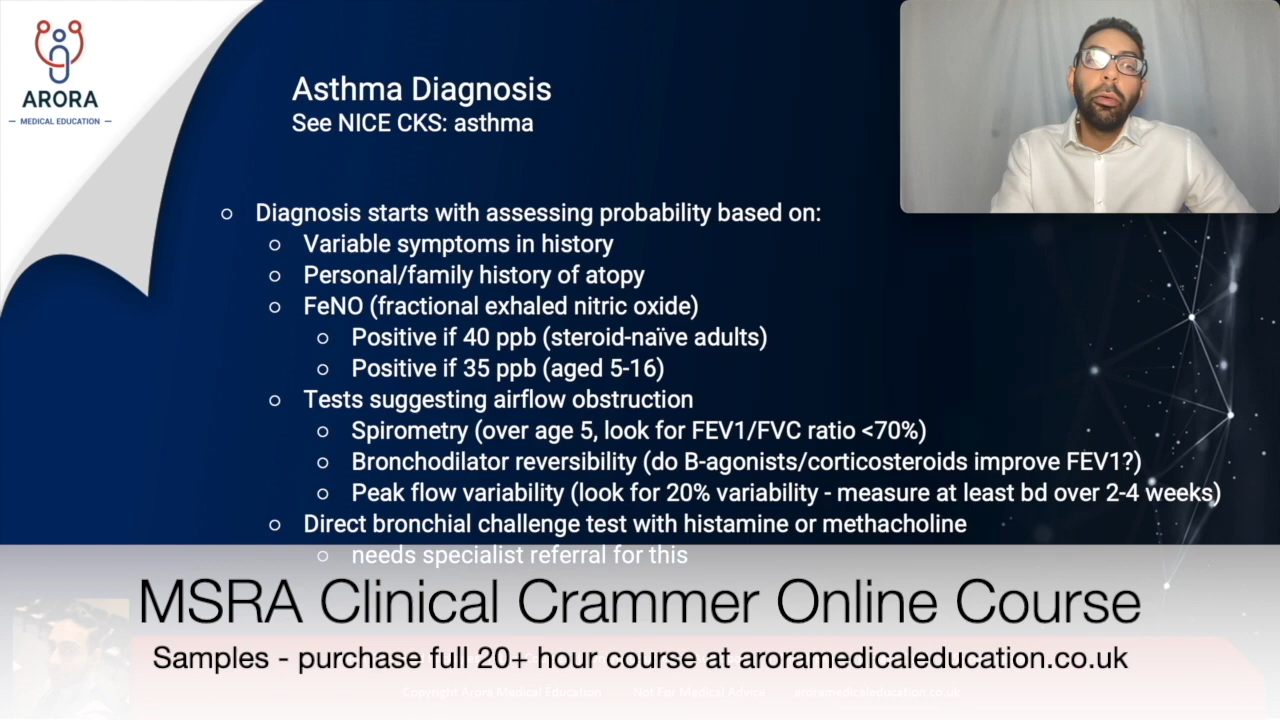 ARORA
MEDICAL EDUCATION
Asthma Diagnosis
See NICE CKS: asthma
Diagnosis starts with assessing probability based on:
Variable symptoms in history
Personal/family history of atopy
FeNO (fractional exhaled nitric oxide)
Positive if 40 ppb (steroid-naïve adults)
Positive if 35 ppb (aged 5-16)
Tests suggesting airflow obstruction
Spirometry (over age 5, look for FEV1/FVC ratio <70%)
Bronchodilator reversibility (do B-agonists/corticosteroids improve FEV1?)
Peak flow variability (look for 20% variability - measure at least bd over 2-4 weeks)
Direct bronchial challenge test with histamine or methacholine
needs specialist referral for this
MSRA Clinical Crammer Online Course
Samples - purchase full 20+ hour course at aroramedicaleducation.co.uk
Copyright Arora Medical Education Not For Medical Advice aroramedicaleducation.co.uk